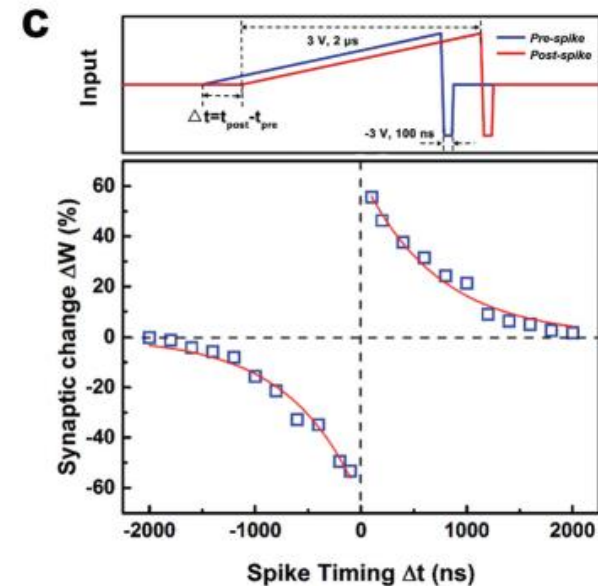 C
Input
3 V, 2 μs
Pre-spike
Post-spike
△t=tpost-tpre
-3 V, 100 ns
Synaptic change ΔW (%)
60
40
20
0
-20
-40
-60
-2000
-1000
0
1000
2000
Spike Timing Δt (ns)